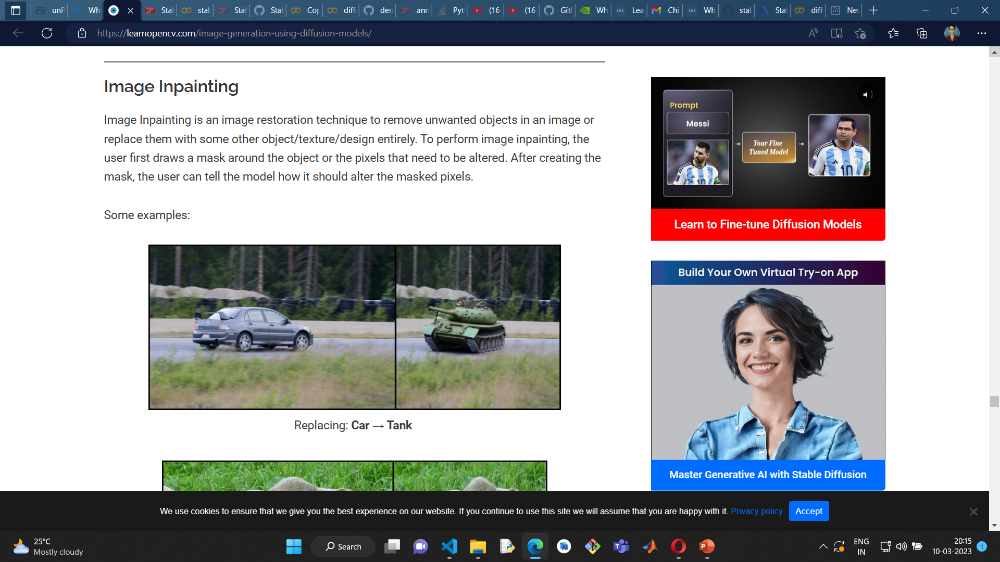 unR
Wha
Stal
stab
Stal
Stal
Cop
diffu
den
ann
Pyt
(164
(164
Gitl
Wh
Lea
Chi
Wh
stal
Stal
diff
Nev
https://learnopencv.com/image-generation-using-diffusion-models/
Image Inpainting
Image Inpainting is an image restoration technique to remove unwanted objects in an image or
replace them with some other object/texture/design entirely. To perform image inpainting, the
user first draws a mask around the object or the pixels that need to be altered. After creating the
mask, the user can tell the model how it should alter the masked pixels.
Some examples:
Replacing: Car → Tank
Prompt
Messi
Your Fine
Tuned Model
10
10
Learn to Fine-tune Diffusion Models
Build Your Own Virtual Try-on App
Master Generative AI with Stable Diffusion
We use cookies to ensure that we give you the best experience on our website. If you continue to use this site we will assume that you are happy with it. Privacy policy Accept
25°C
Mostly cloudy
Search
ENG
IN
20:15
10-03-2023
1